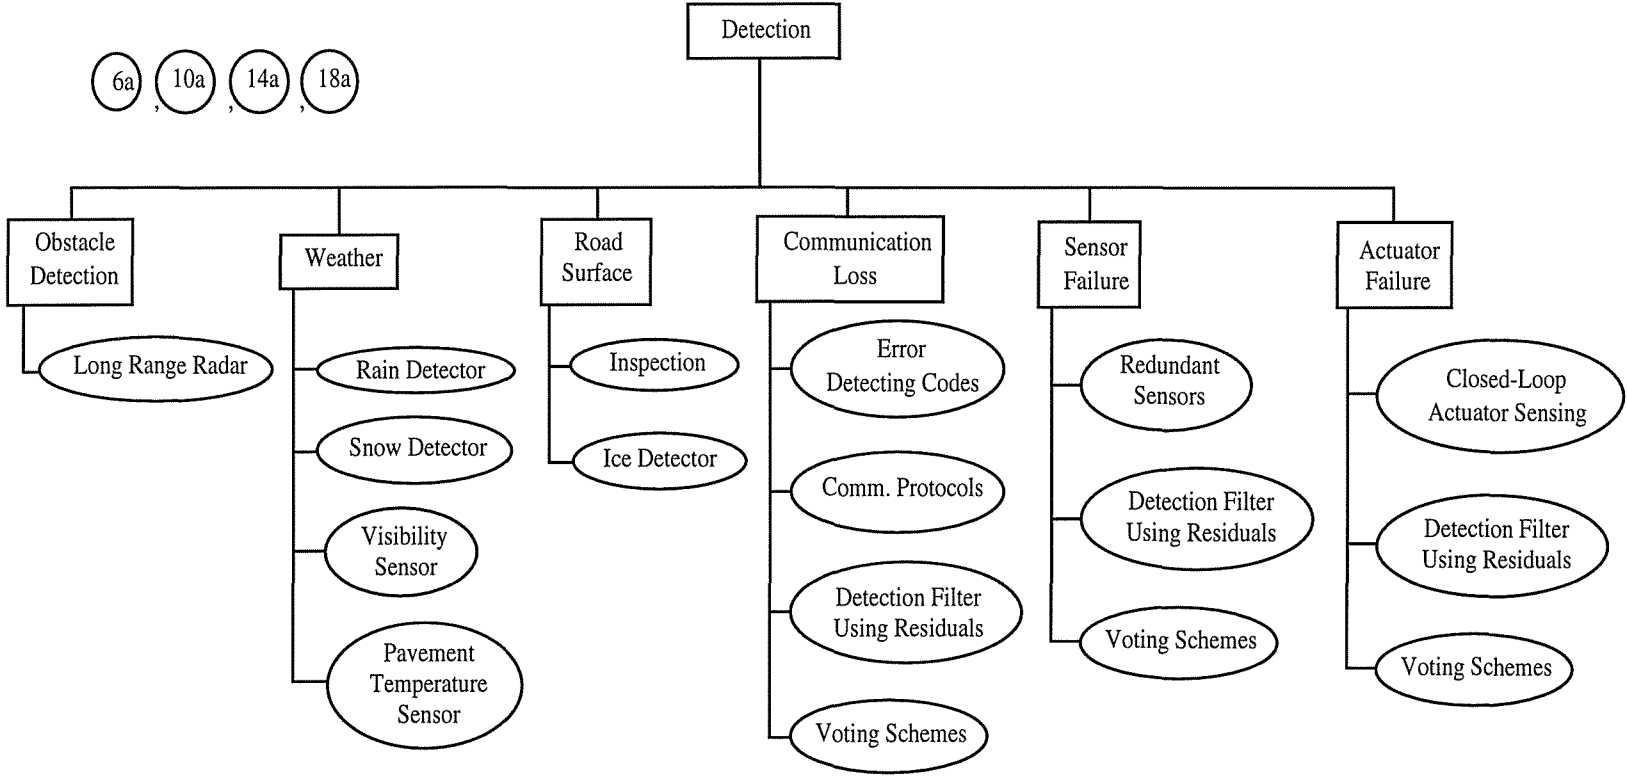 Detection
6a , 10a , 14a , 18a
Obstacle
Detection
Long Range Radar
Weather
Rain Detector
Snow Detector
Visibility
Sensor
Pavement
Temperature
Sensor
Road
Surface
Inspection
Ice Detector
Communication
Loss
Error
Detecting Codes
Comm. Protocols
Detection Filter
Using Residuals
Voting Schemes
Sensor
Failure
Redundant
Sensors
Detection Filter
Using Residuals
Voting Schemes
Actuator
Failure
Closed-Loop
Actuator Sensing
Detection Filter
Using Residuals
Voting Schemes